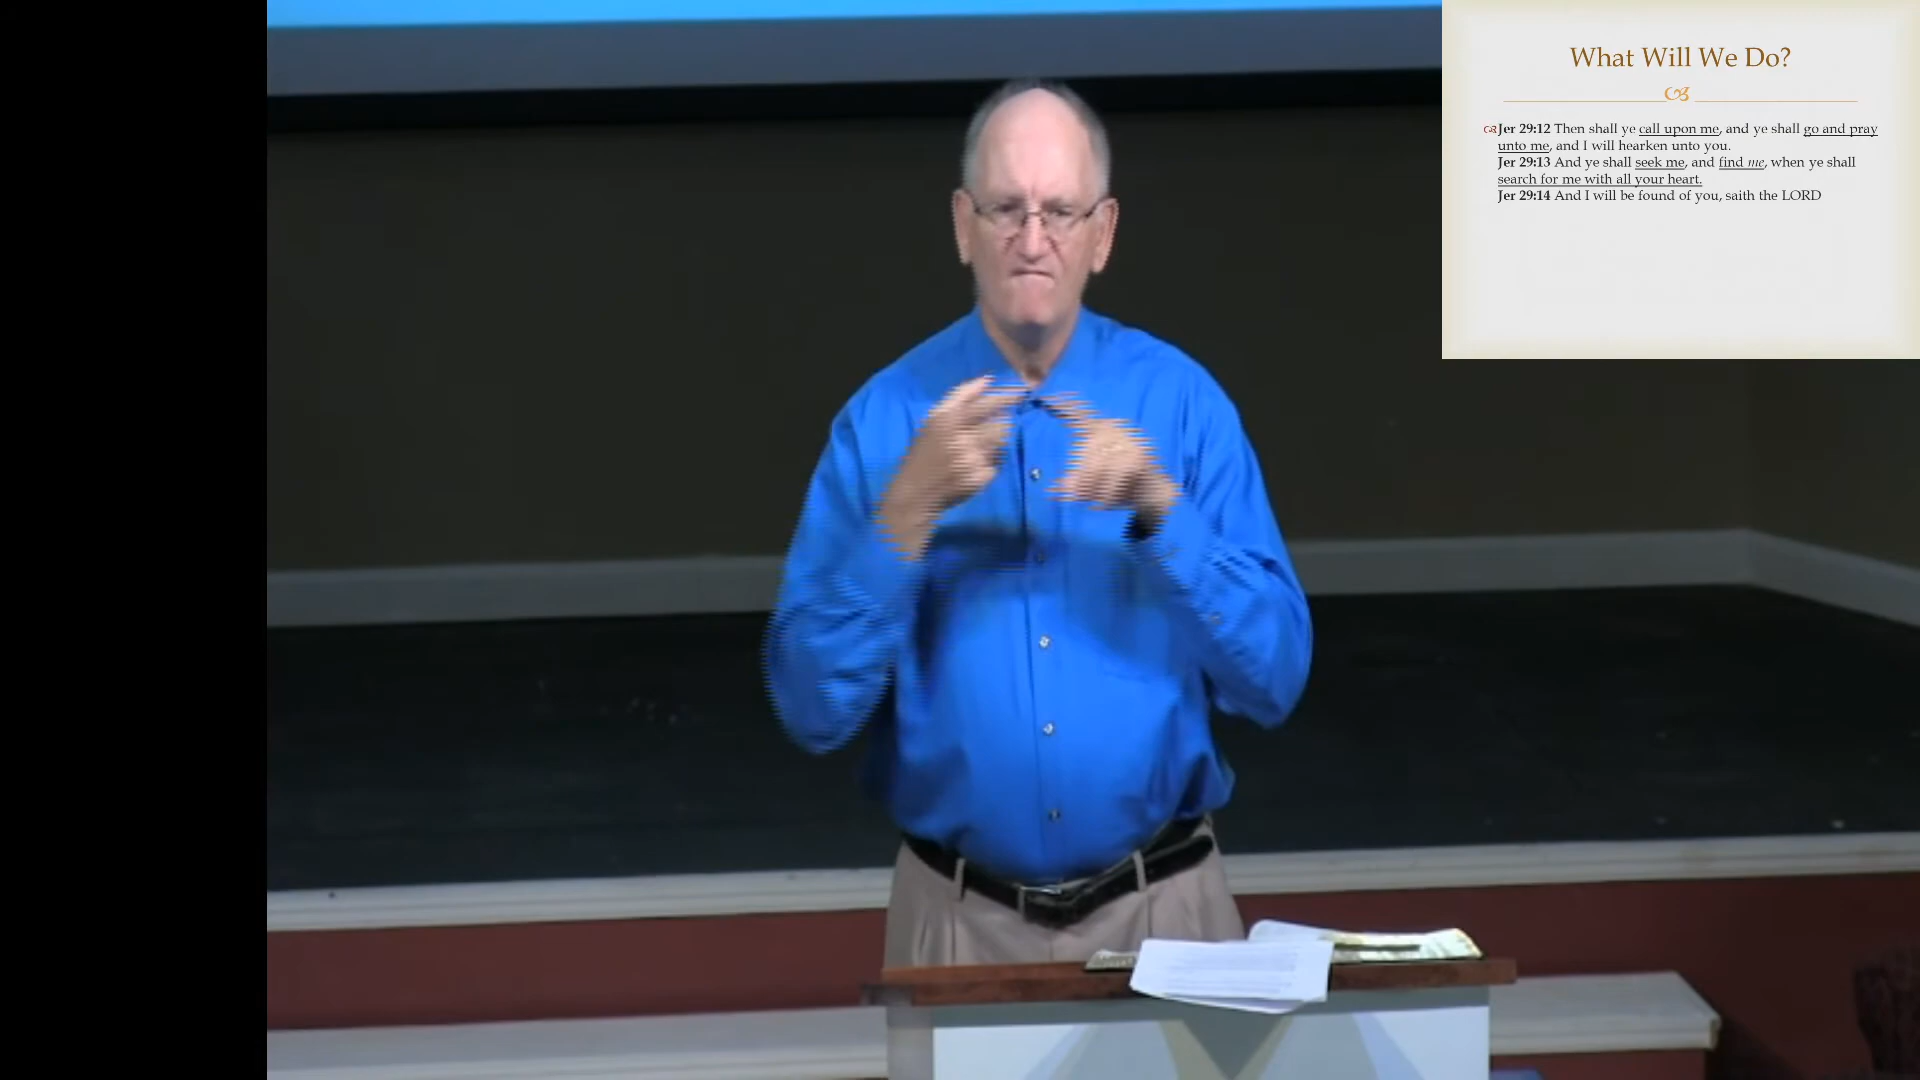 What Will We Do?
Jer 29:12 Then shall ye call upon me, and ye shall go and pray
unto me, and I will hearken unto you.
Jer 29:13 And ye shall seek me, and find me, when ye shall
search for me with all your heart.
Jer 29:14 And I will be found of you, saith the LORD